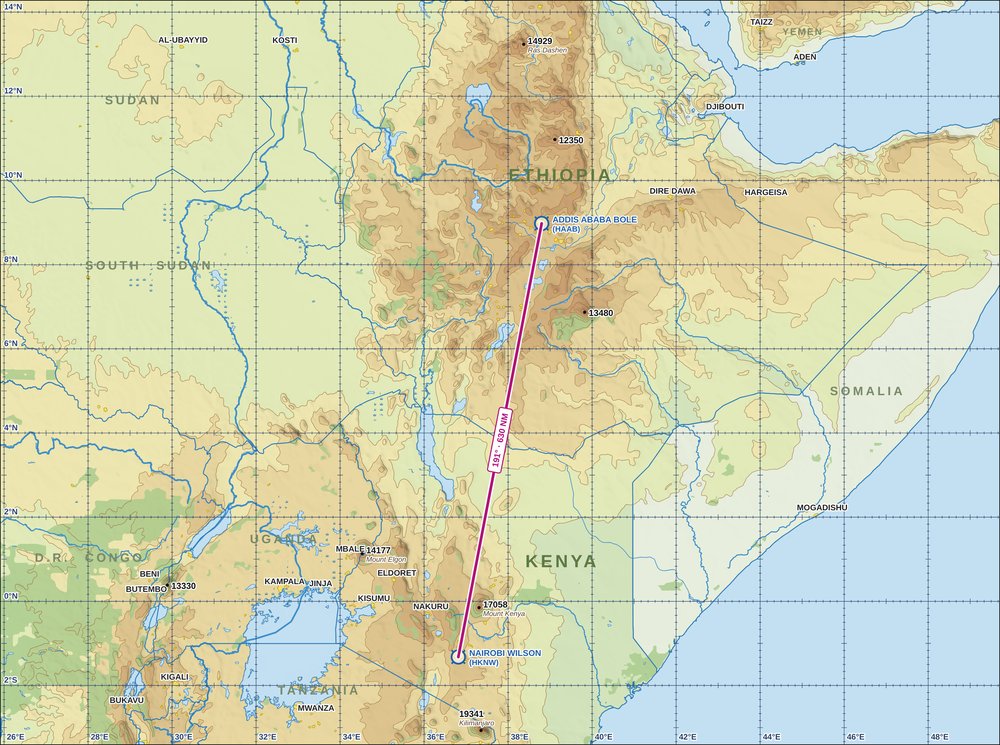 14°N
TAIZZ
YEMEN
AL-UBAYYID
KOSTI
14929
Ras Dashen
ADEN
12°N
SUDAN
DJIBOUTI
12350
10°N
ETHIOPIA
DIRE DAWA
HARGEISA
ADDIS ABABA BOLE
(HAAB)
8°N
SOUTH SUDAN
13480
6°N
SOMALIA
4°N
191° · 630 NM
MOGADISHU
2°N
UGANDA
D.R. CONGO
MBALE
14177
Mount Elgon
KENYA
BENI
ELDORET
KAMPALA
JINJA
BUTEMBO
13330
0°N
KISUMU
NAKURU
17058
Mount Kenya
NAIROBI WILSON
(HKNW)
2°S
KIGALI
TANZANIA
BUKAVU
MWANZA
19341
Kilimanjaro
26°E
28°E
30°E
32°E
34°E
36°E
38°E
40°E
42°E
44°E
46°E
48°E